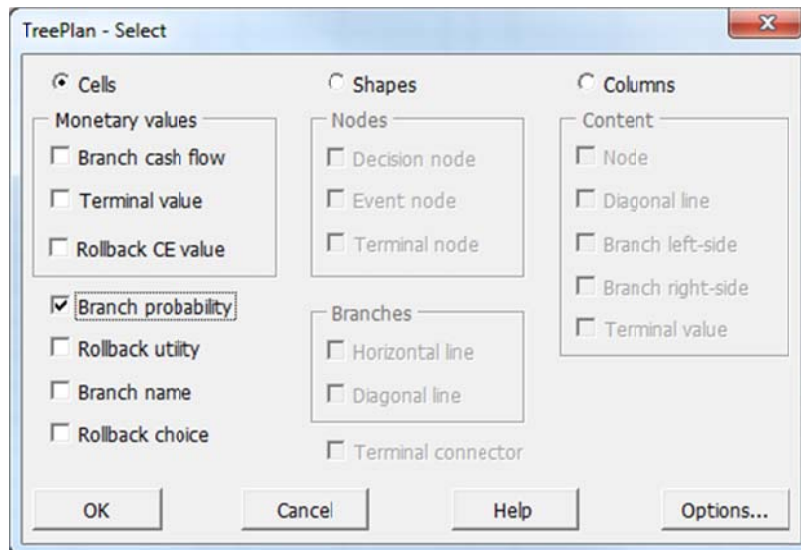 TreePlan - Select
Cells
Monetary values
Branch cash flow
Terminal value
Rollback CE value
Branch probability
Rollback utility
Branch name
Rollback choice
Shapes
Nodes
Decision node
Event node
Terminal node
Branches
Horizontal line
Diagonal line
Terminal connector
Columns
Content
Node
Diagonal line
Branch left-side
Branch right-side
Terminal value
OK
Cancel
Help
Options...